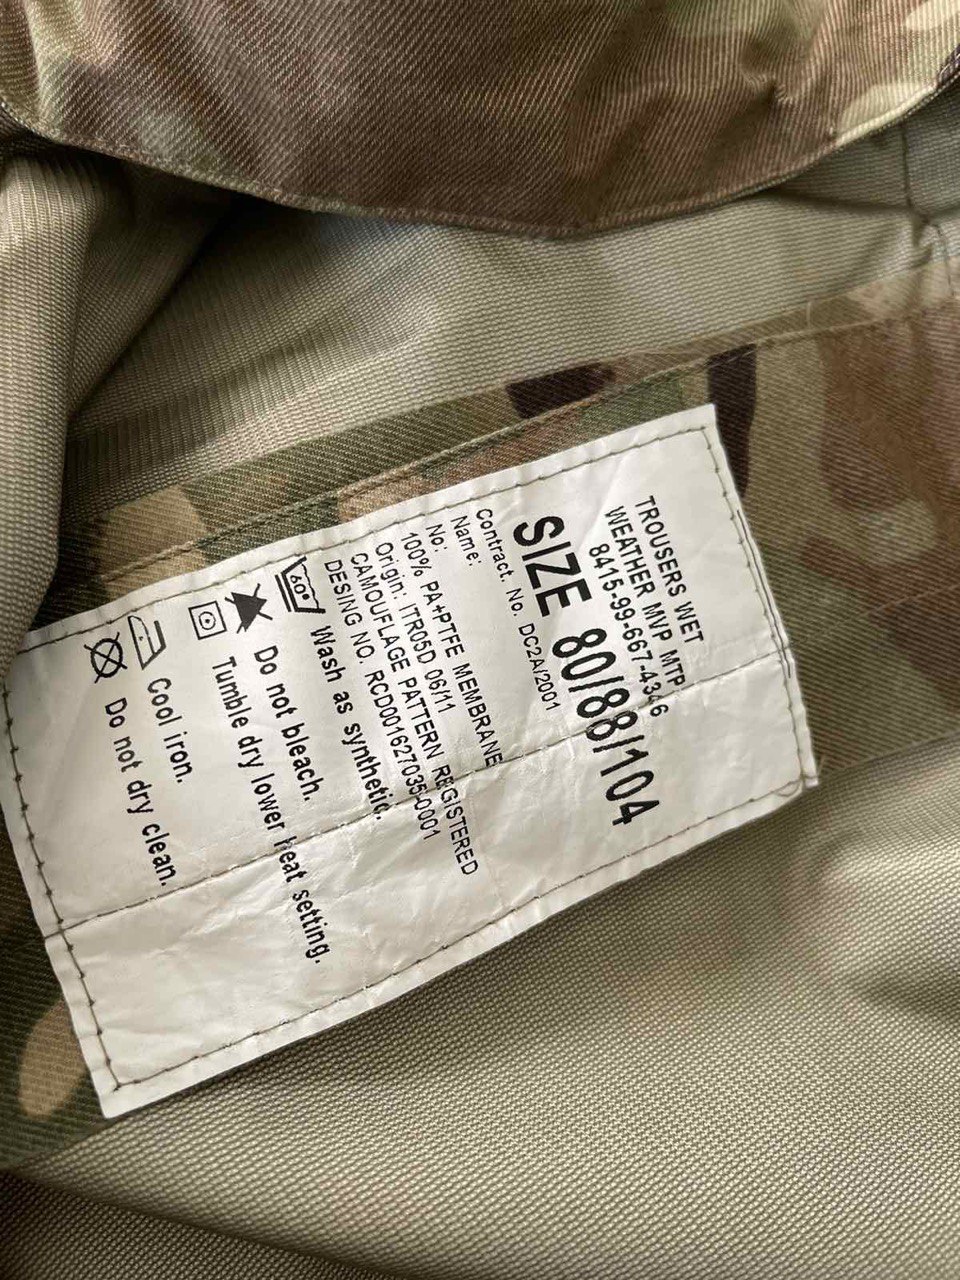 TROUSERS WET
WEATHER MVP MTP
8415-99-667-4346
SIZE 80/88/104
Contract. No. DC2A/2001
Name:
No:
100% PA+PTFE MEMBRANE
Origin: ITR05D 06/11
CAMOUFLAGE PATTERN REGISTERED
DESING NO. RCD001627035-0001
60° Wash as synthetic.
Do not bleach.
Tumble dry lower heat setting.
Cool iron.
Do not dry clean.